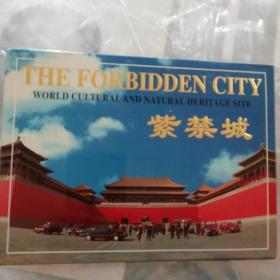 THE FORBIDDEN CITY
WORLD CULTURAL AND NATURAL HERITAGE SITE
紫禁城